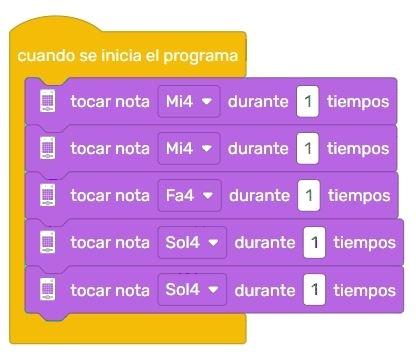 cuando se inicia el programa
tocar nota Mi4 durante 1 tiempos
tocar nota Mi4 durante 1 tiempos
tocar nota Fa4 durante 1 tiempos
tocar nota Sol4 durante 1 tiempos
tocar nota Sol4 durante 1 tiempos